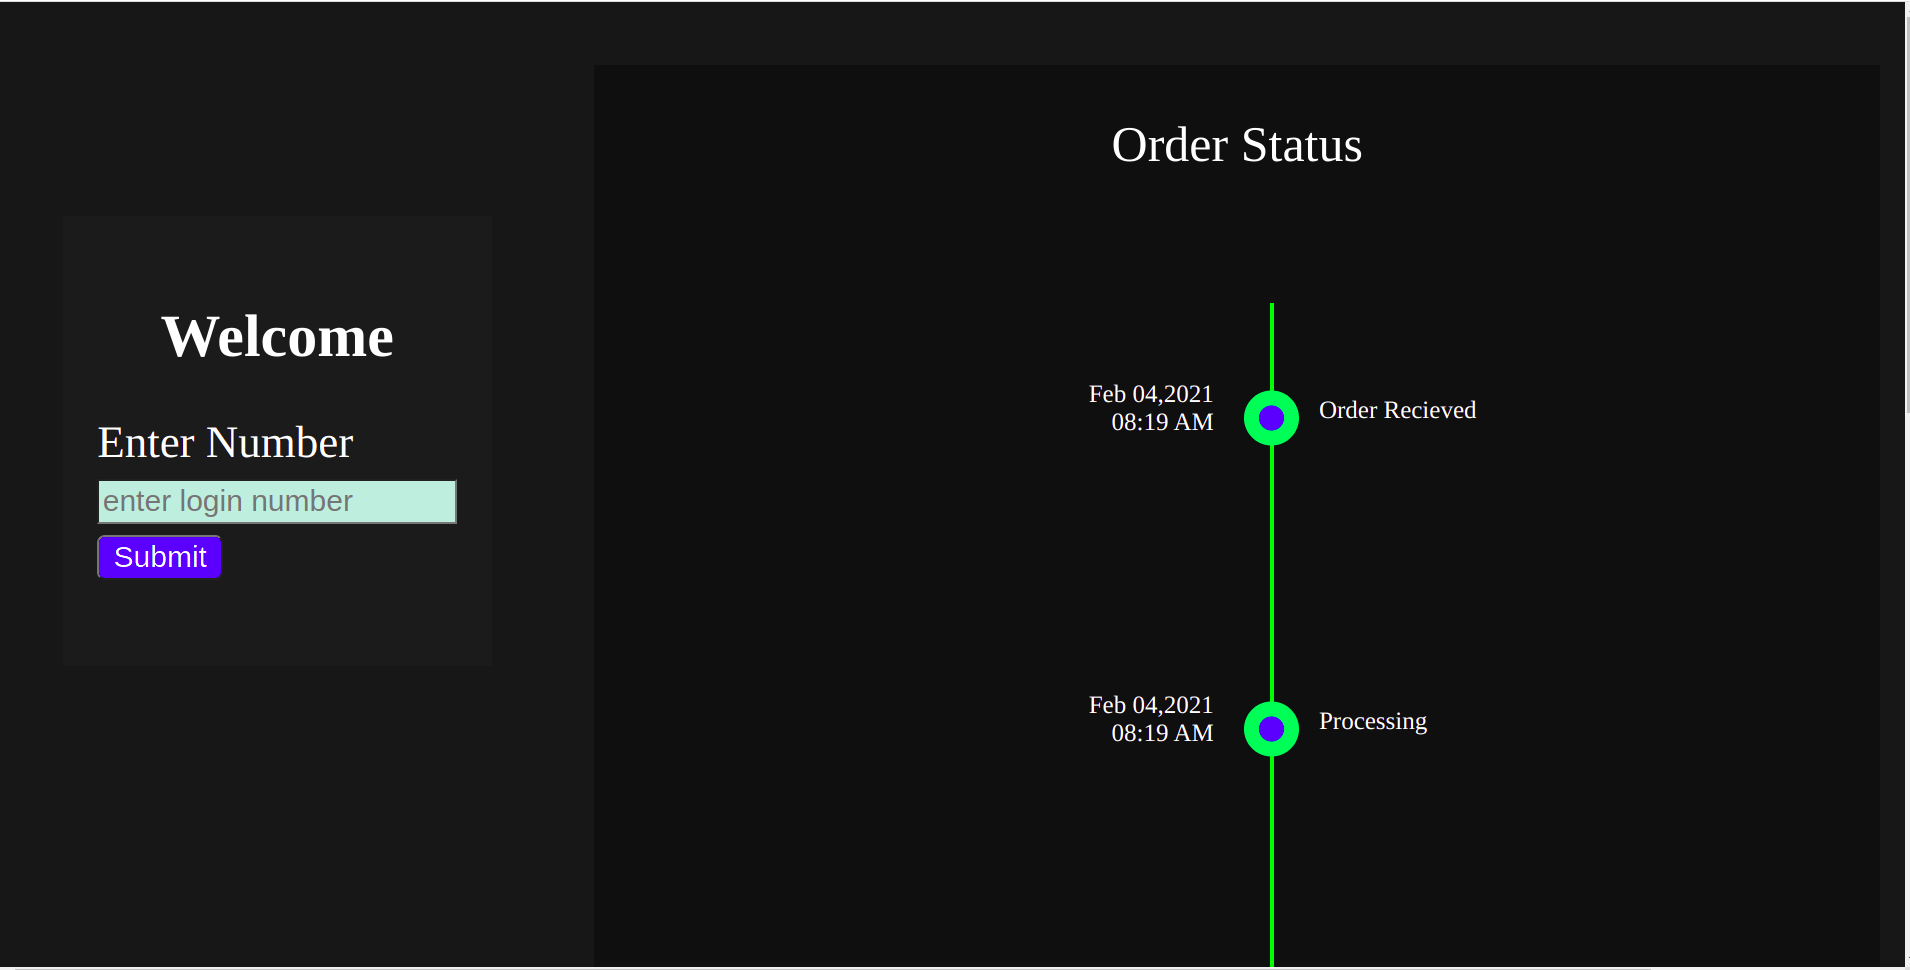 Welcome
Enter Number
enter login number
Submit
Order Status
Feb 04,2021
08:19 AM
Order Recieved
Feb 04,2021
08:19 AM
Processing